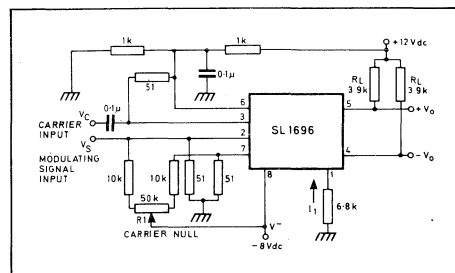 1k
1k
+12Vdc
0·1µ
51
RL
3·9k
RL
3·9k
0·1µ
VC
CARRIER
INPUT
6
3
5
+Vo
SL1696
VS
MODULATING
SIGNAL INPUT
2
7
4
-Vo
8
1
10k
10k
51
51
50k
R1
CARRIER NULL
V-
-8Vdc
I1
6·8k